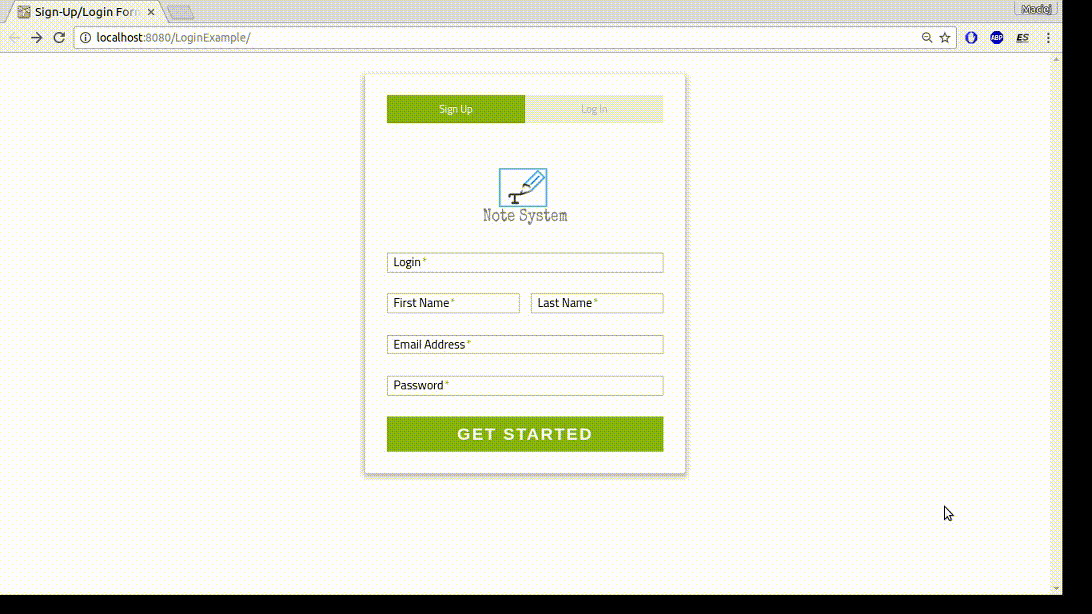 Sign-Up/Login For
Maciej
localhost:8080/LoginExample/
ABP
ES
Sign Up
Log In
Note System
Login*
First Name*
Last Name*
Email Address*
Password*
GET STARTED